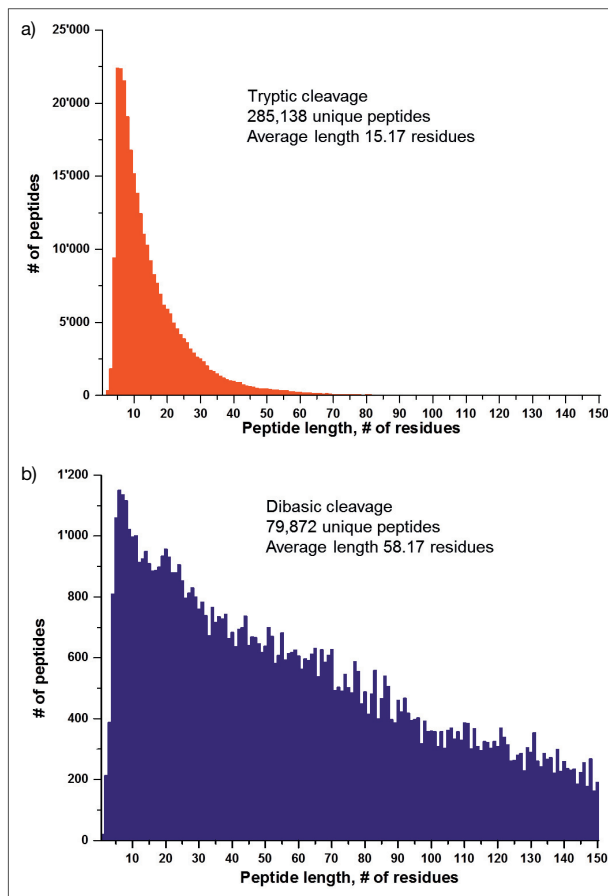 a)
25'000
20'000
15'000
10'000
5'000
0
# of peptides
Tryptic cleavage
285,138 unique peptides
Average length 15.17 residues
10 20 30 40 50 60 70 80 90 100 110 120 130 140 150
Peptide length, # of residues
b)
1'200
1'000
800
600
400
200
0
# of peptides
Dibasic cleavage
79,872 unique peptides
Average length 58.17 residues
10 20 30 40 50 60 70 80 90 100 110 120 130 140 150
Peptide length, # of residues